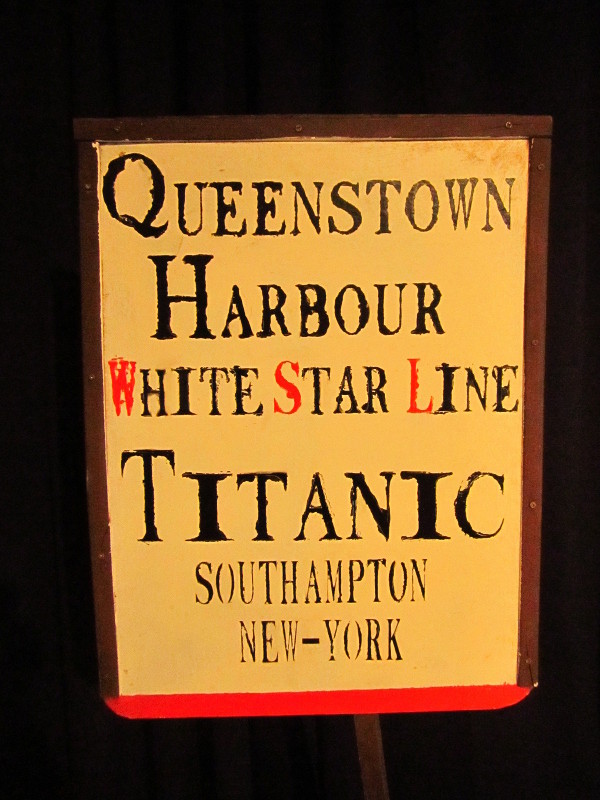 QUEENSTOWN
HARBOUR
WHITE STAR LINE
TITANIC
SOUTHAMPTON
NEW-YORK